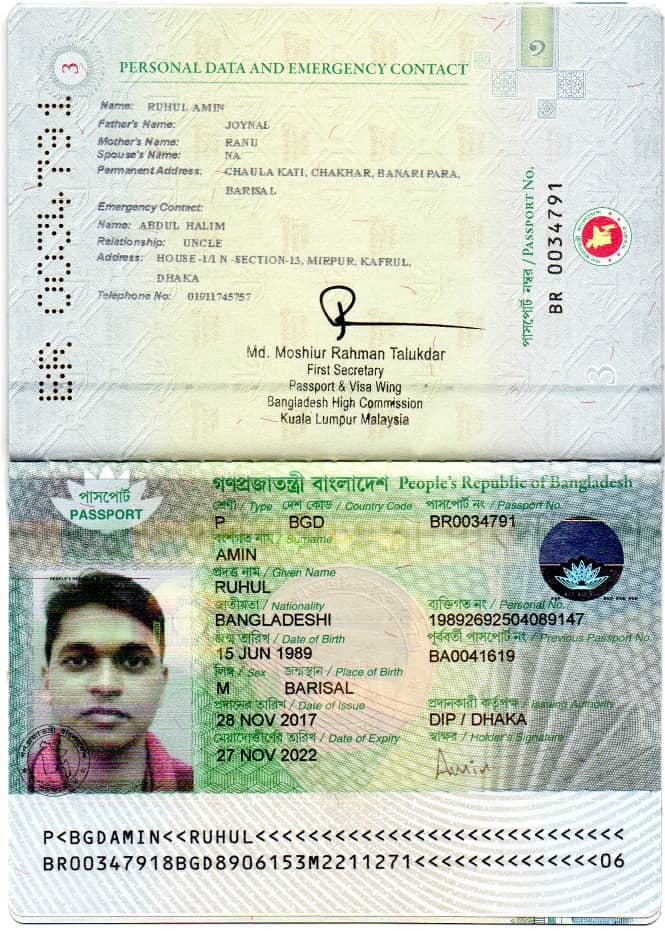 3
PERSONAL DATA AND EMERGENCY CONTACT
১
BR 0034791
Name: RUHUL AMIN
Father's Name: JOYNAL
Mother's Name: RANU
Spouse's Name: NA
Permanent Address: CHAULA KATI, CHAKHAR, BANARI PARA,
BARISAL
Emergency Contact:
Name: ABDUL HALIM
Relationship: UNCLE
Address: HOUSE-1/1 N-SECTION-13, MIRPUR, KAFRUL,
DHAKA
Telephone No: 01911745757
পাসপোর্ট নম্বর / PASSPORT No.
BR 0034791
Md. Moshiur Rahman Talukdar
First Secretary
Passport & Visa Wing
Bangladesh High Commission
Kuala Lumpur Malaysia
3
গণপ্রজাতন্ত্রী বাংলাদেশ People's Republic of Bangladesh
পাসপোর্ট
PASSPORT
শ্রেণী / Type দেশ কোড / Country Code পাসপোর্ট নং / Passport No.
P BGD BR0034791
বংশগত নাম / Surname
AMIN
প্রদত্ত নাম / Given Name
RUHUL
জাতীয়তা / Nationality ব্যক্তিগত নং / Personal No.
BANGLADESHI 19892692504089147
জন্ম তারিখ / Date of Birth পূর্ববর্তী পাসপোর্ট নং / Previous Passport No.
15 JUN 1989 BA0041619
লিঙ্গ / Sex জন্মস্থান / Place of Birth
M BARISAL
প্রদানের তারিখ / Date of Issue প্রদানকারী কর্তৃপক্ষ / Issuing Authority
28 NOV 2017 DIP / DHAKA
মেয়াদোত্তীর্ণের তারিখ / Date of Expiry স্বাক্ষর / Holder's Signature
27 NOV 2022 Amin
P<BGDAMIN<<RUHUL<<<<<<<<<<<<<<<<<<<<<<<<<<<<
BR00347918BGD8906153M2211271<<<<<<<<<<<<<<06